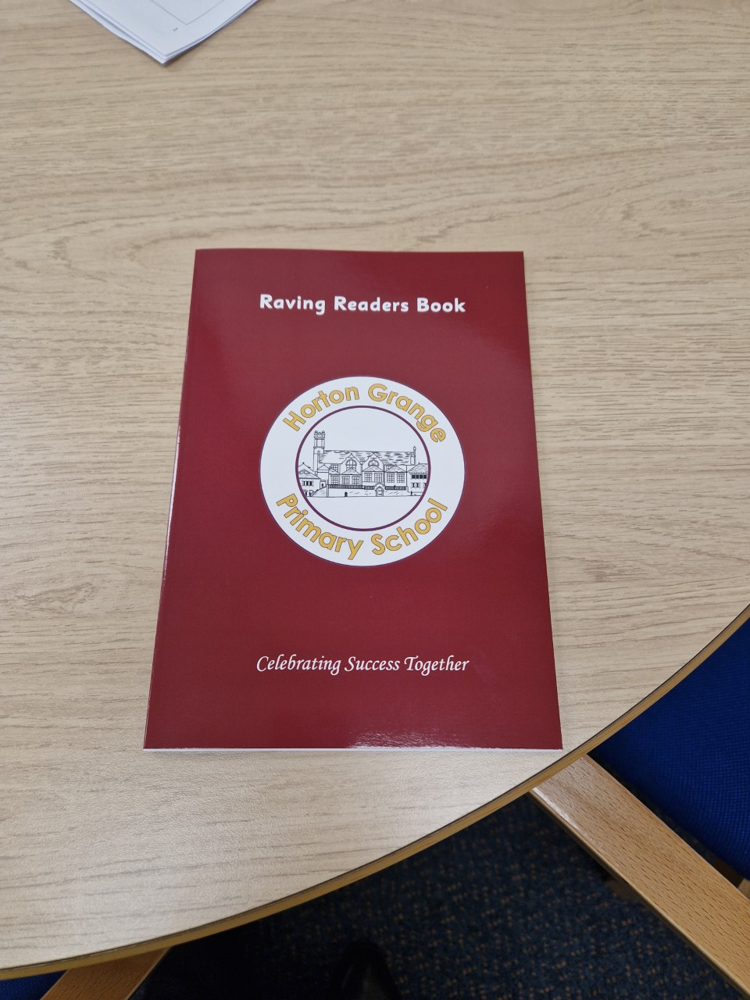 Raving Readers Book
Horton Grange
Primary School
Celebrating Success Together